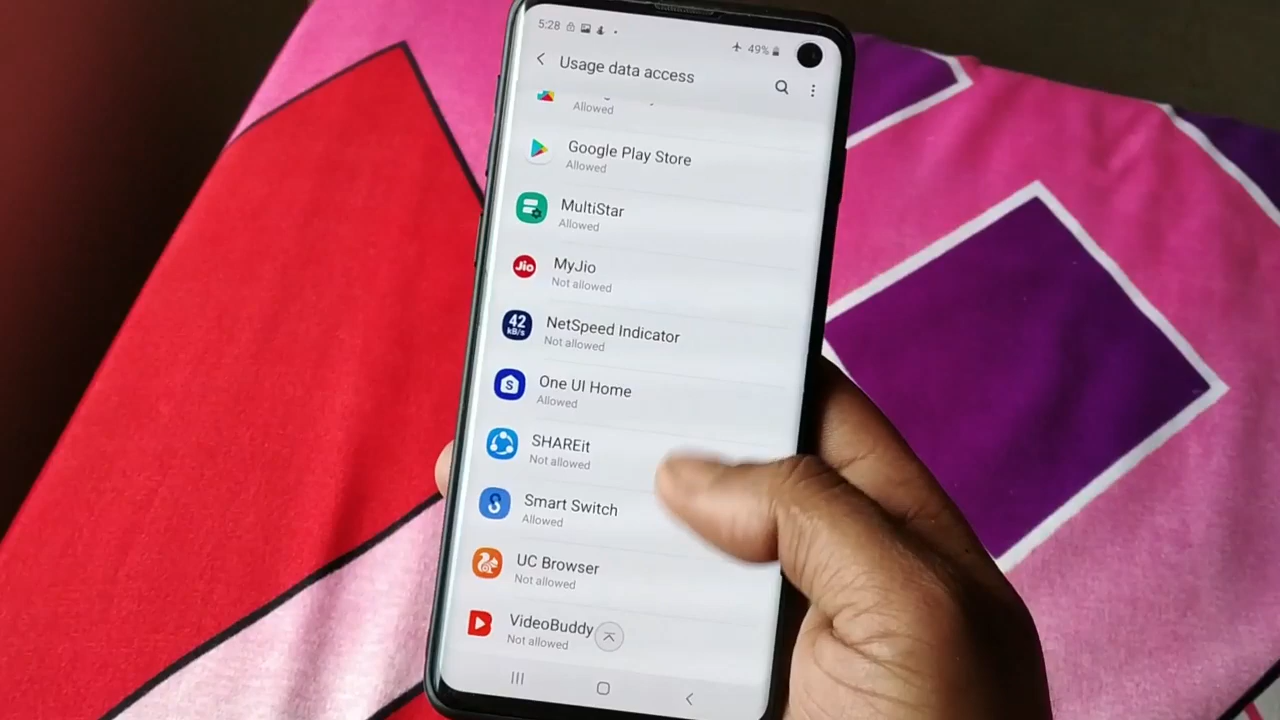 5:28
49%
Usage data access
Allowed
Google Play Store
Allowed
MultiStar
Allowed
Jio
MyJio
Not allowed
42
kB/s
NetSpeed Indicator
Not allowed
S
One UI Home
Allowed
SHAREit
Not allowed
S
Smart Switch
Allowed
UC Browser
Not allowed
VideoBuddy
Not allowed